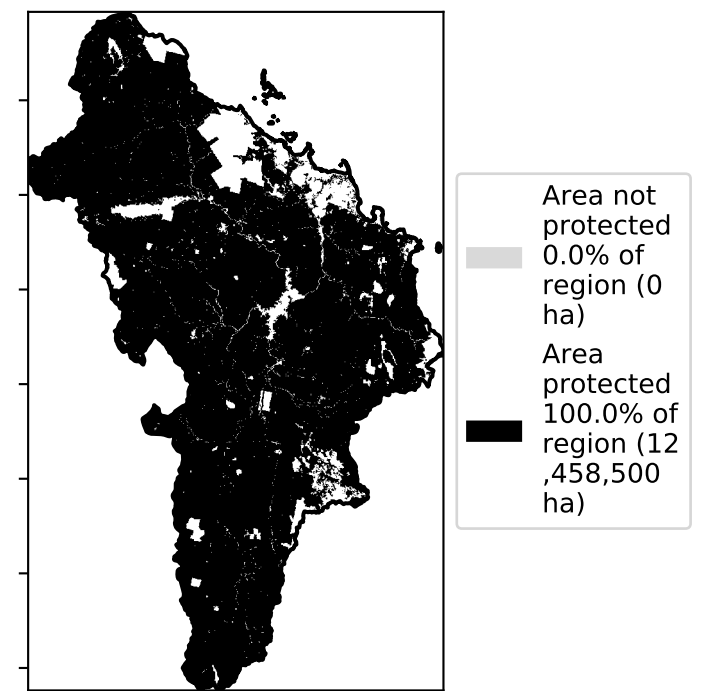 Area not
protected
0.0% of
region (0
ha)
Area
protected
100.0% of
region (12
,458,500
ha)